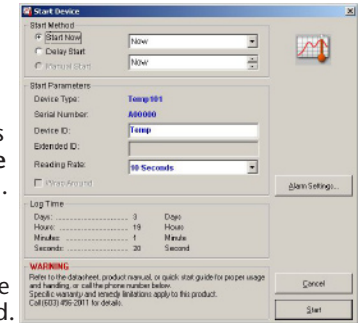 Start Device
Start Method
Start Now
Now
Delay Start
Manual Start
Now
Start Parameters
Device Type: Temp101
Serial Number: A00000
s
Device ID: Temp
e
Extended ID:
.
Reading Rate: 10 Seconds
Wrap Around
Alarm Settings...
Log Time
Days: 3 Days
Hours: 19 Hours
Minutes: 1 Minute
Seconds: 20 Second
WARNING
Refer to the datasheet, product manual, or quick start guide for proper usage
e
and handling, or call the phone number below.
Cancel
Specific warranty and remedy limitations apply to this product.
d.
Call (603) 456-2011 for details.
Start